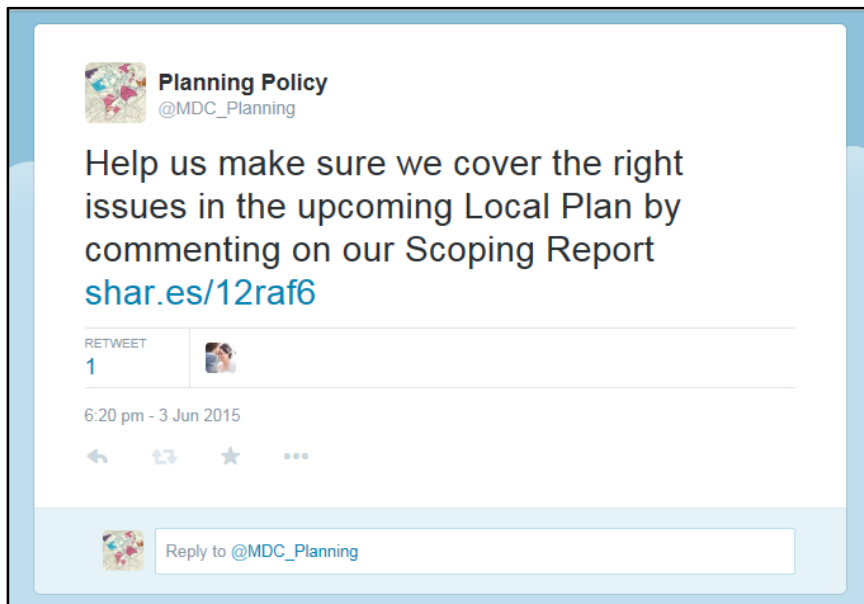 Planning Policy
@MDC_Planning
Help us make sure we cover the right
issues in the upcoming Local Plan by
commenting on our Scoping Report
shar.es/12raf6
RETWEET
1
6:20 pm - 3 Jun 2015
Reply to @MDC_Planning